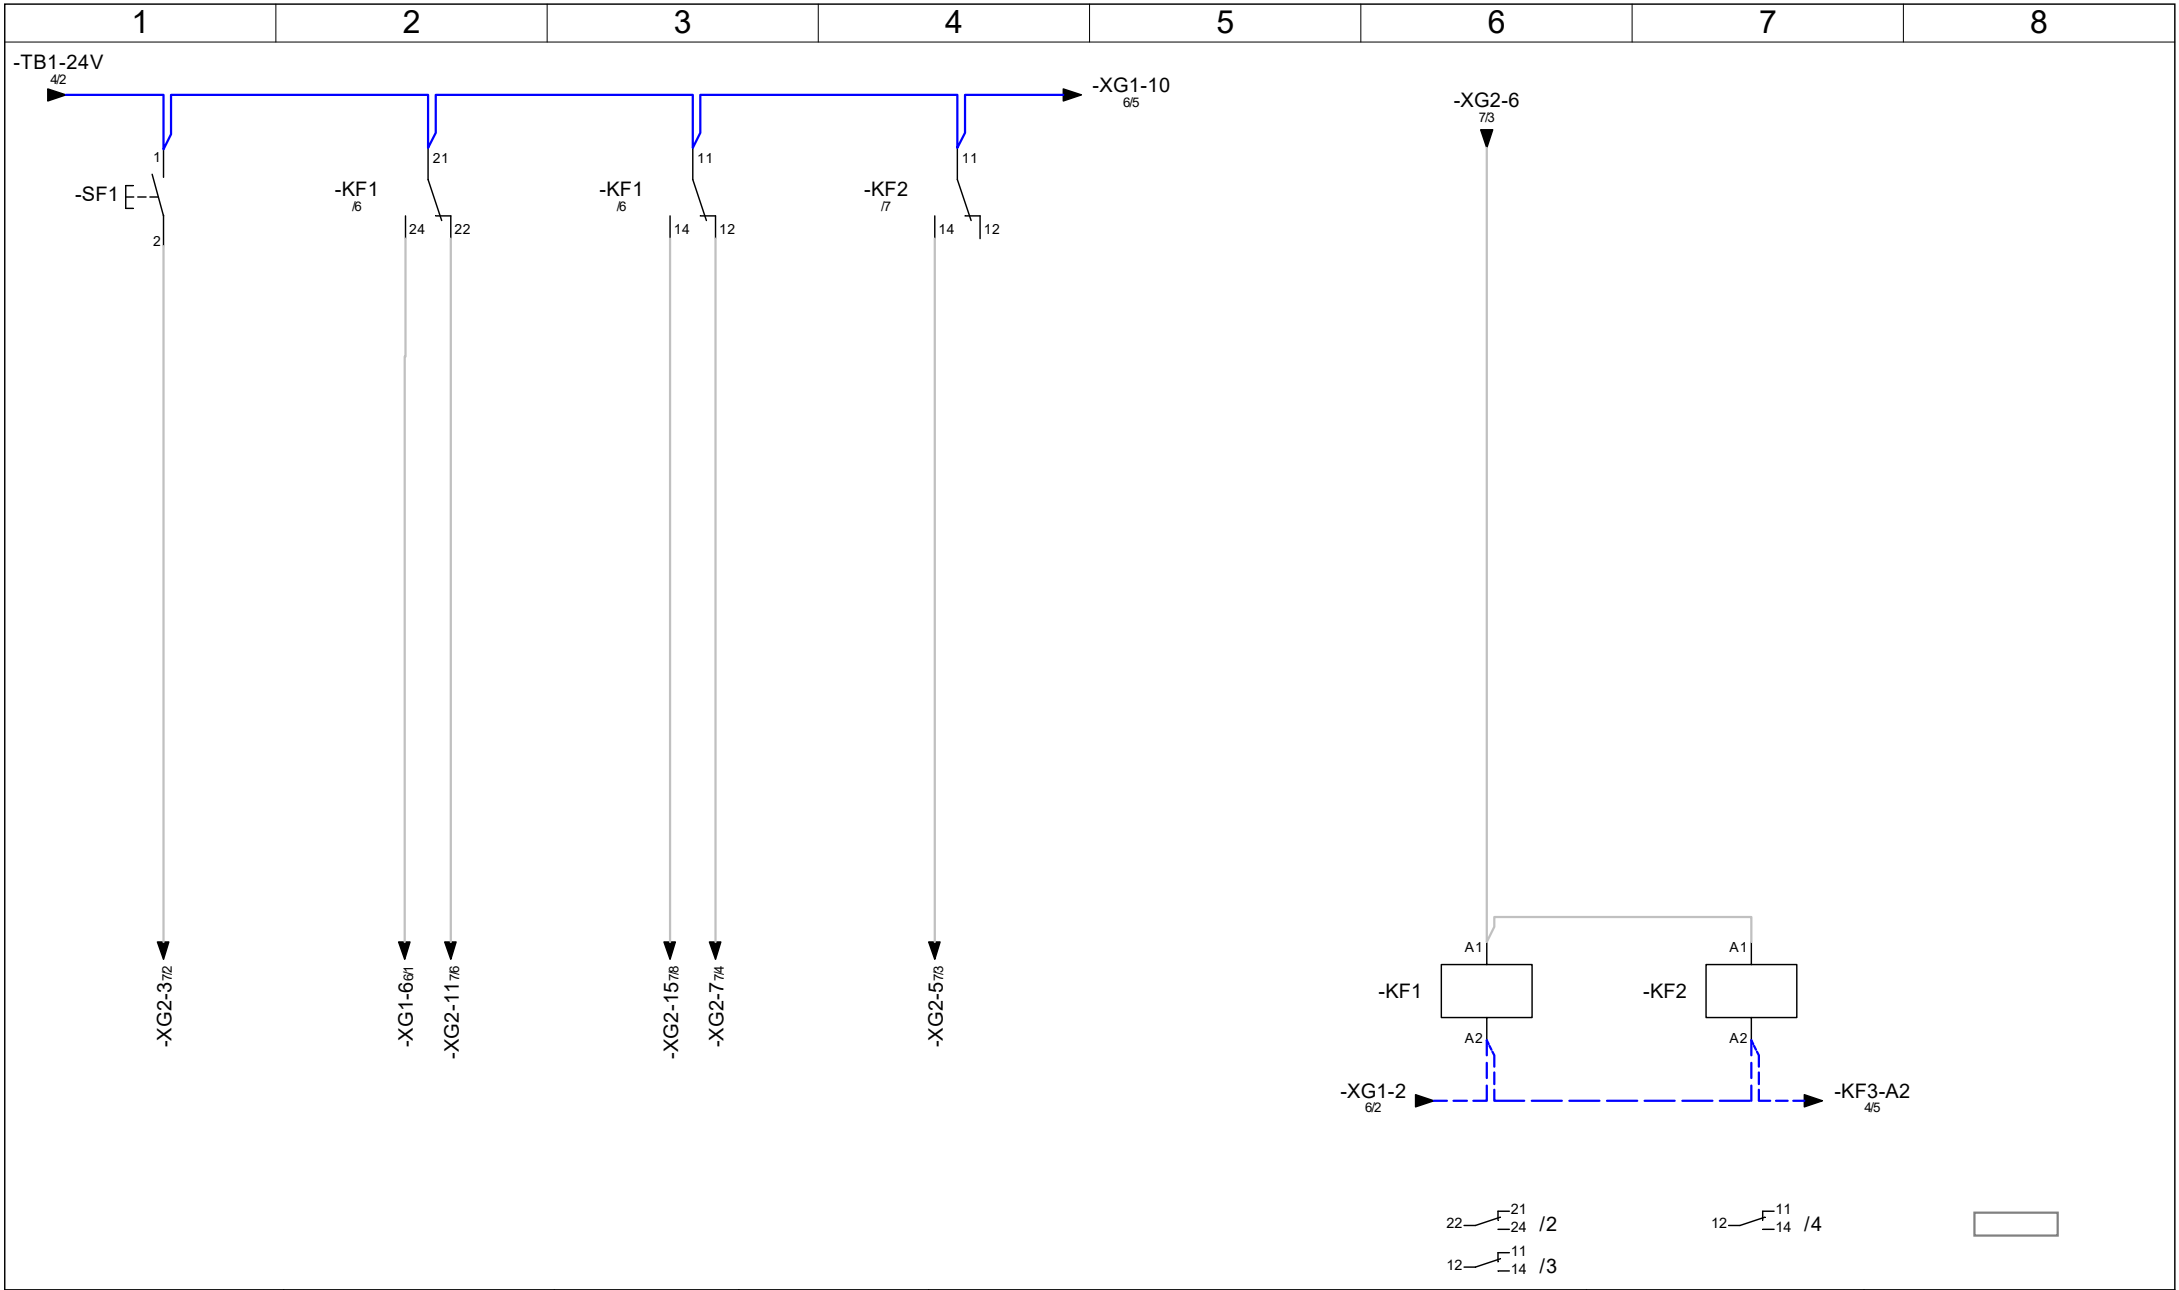 1 2 3 4 5 6 7 8
-TB1-24V
4/2
-XG1-10
6/5
-XG2-6
7/3
1
-SF1
2
21
-KF1
/6
24 22
11
-KF1
/6
14 12
11
-KF2
/7
14 12
-XG2-3 7/2
-XG1-6 6/1
-XG2-11 7/6
-XG2-15 7/8
-XG2-7 7/4
-XG2-5 7/3
A1
-KF1
A2
A1
-KF2
A2
-XG1-2
6/2
-KF3-A2
4/5
21
22 24 /2
11
12 14 /3
11
12 14 /4